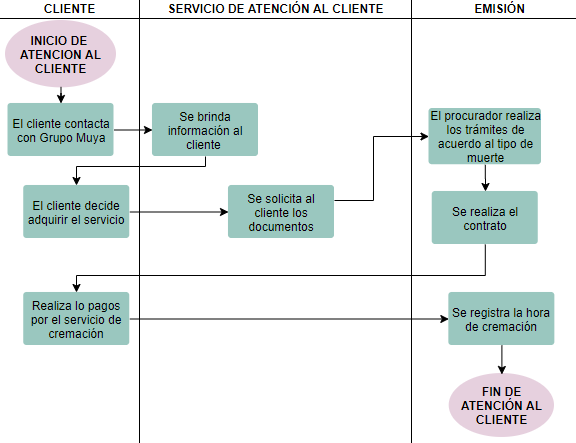 CLIENTE
SERVICIO DE ATENCIÓN AL CLIENTE
EMISIÓN
INICIO DE
ATENCION AL
CLIENTE
El cliente contacta
con Grupo Muya
Se brinda
información al
cliente
El procurador realiza
los trámites de
acuerdo al tipo de
muerte
El cliente decide
adquirir el servicio
Se solicita al
cliente los
documentos
Se realiza el
contrato
Realiza lo pagos
por el servicio de
cremación
Se registra la hora
de cremación
FIN DE
ATENCIÓN AL
CLIENTE